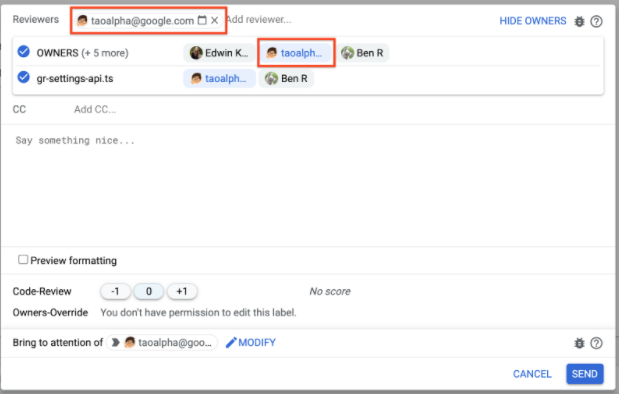 Reviewers taoalpha@google.com Add reviewer... HIDE OWNERS
OWNERS (+ 5 more) Edwin K... taoalph... Ben R
gr-settings-api.ts taoalph... Ben R
CC Add CC...
Say something nice...
Preview formatting
Code-Review -1 0 +1 No score
Owners-Override You don't have permission to edit this label.
Bring to attention of taoalpha@goo... MODIFY
CANCEL SEND